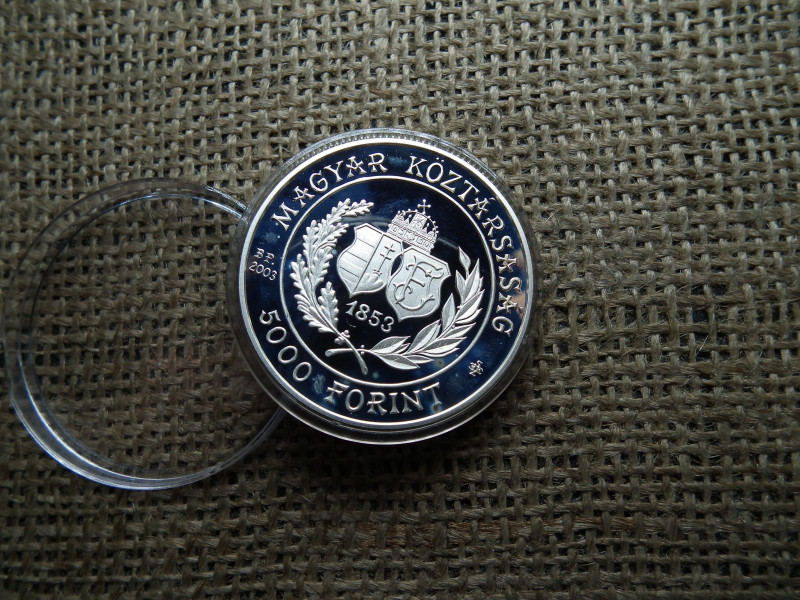 MAGYAR KÖZTÁRSASÁG
BP.
2003
1853
5000 FORINT